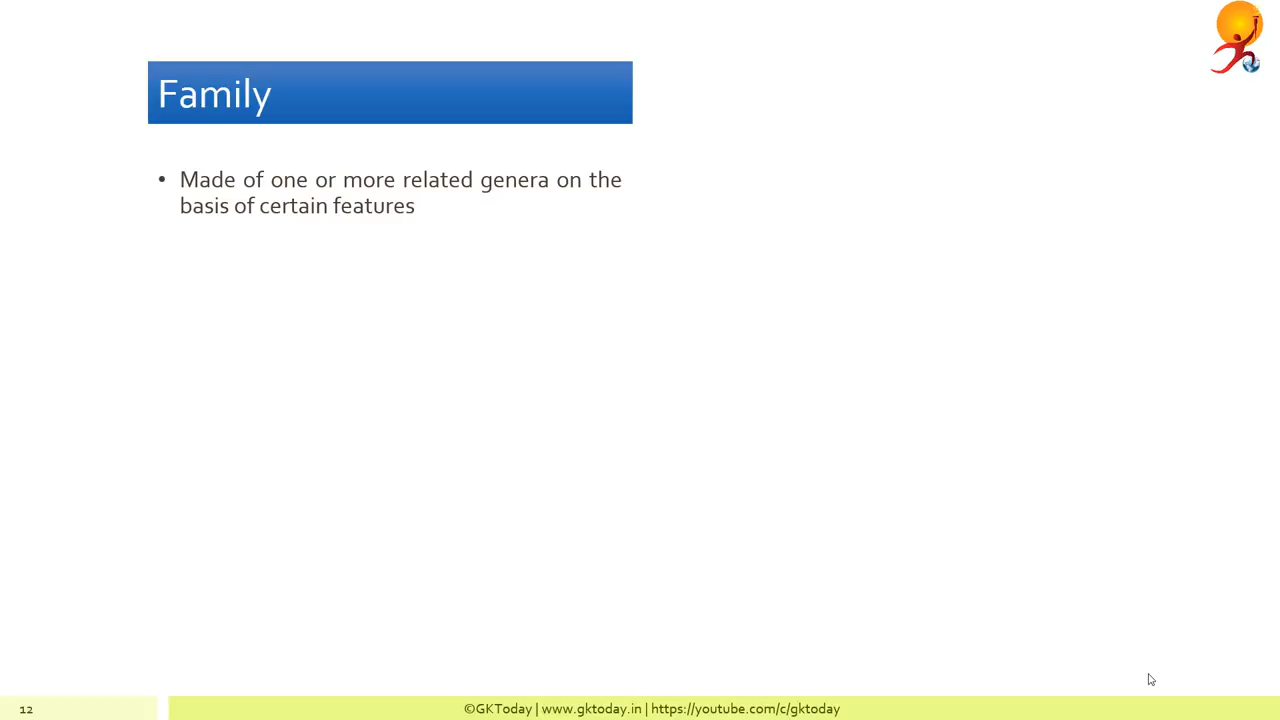 Family
• Made of one or more related genera on the
basis of certain features
12
©GKToday | www.gktoday.in | https://youtube.com/c/gktoday